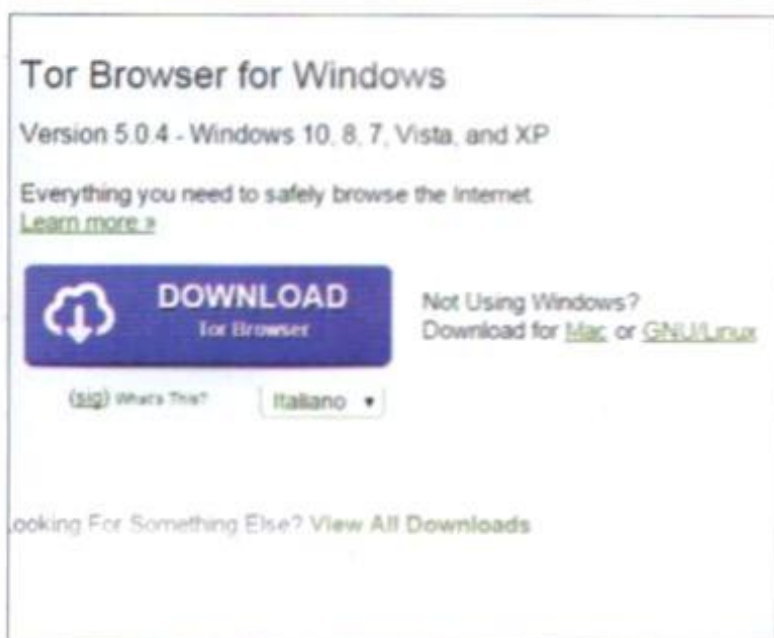 Tor Browser for Windows
Version 5.0.4 - Windows 10, 8, 7, Vista, and XP
Everything you need to safely browse the Internet.
Learn more »
DOWNLOAD
Tor Browser
Not Using Windows?
Download for Mac or GNU/Linux
(sig) What's This?
Italiano
ooking For Something Else? View All Downloads